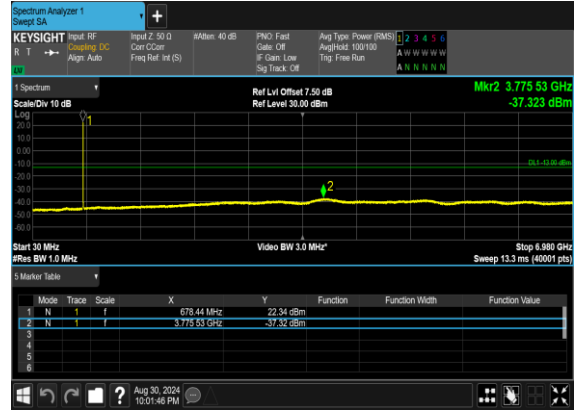 Spectrum Analyzer 1
Swept SA
+
KEYSIGHT Input: RF Input Z: 50 Ω #Atten: 40 dB PNO: Fast Avg Type: Power (RMS) 1 2 3 4 5 6
R T Coupling: DC Corr CCorr Gate: Off Avg|Hold: 100/100 A W W W W W
Align: Auto Freq Ref: Int (S) IF Gain: Low Trig: Free Run
LM Sig Track: Off A N N N N N
1 Spectrum Ref Lvl Offset 7.50 dB Mkr2 3.775 53 GHz
Scale/Div 10 dB Ref Level 30.00 dBm -37.323 dBm
Log
20.0
10.0
0.00
-10.0
-20.0
-30.0
-40.0
-50.0
-60.0
1
DL1 -13.00 dBm
2
Start 30 MHz Video BW 3.0 MHz* Stop 6.980 GHz
#Res BW 1.0 MHz Sweep 13.3 ms (40001 pts)
5 Marker Table
Mode Trace Scale X Y Function Function Width Function Value
1 N 1 f 678.44 MHz 22.34 dBm
2 N 1 f 3.775 53 GHz -37.32 dBm
3
4
5
6
? Aug 30, 2024
10:01:46 PM